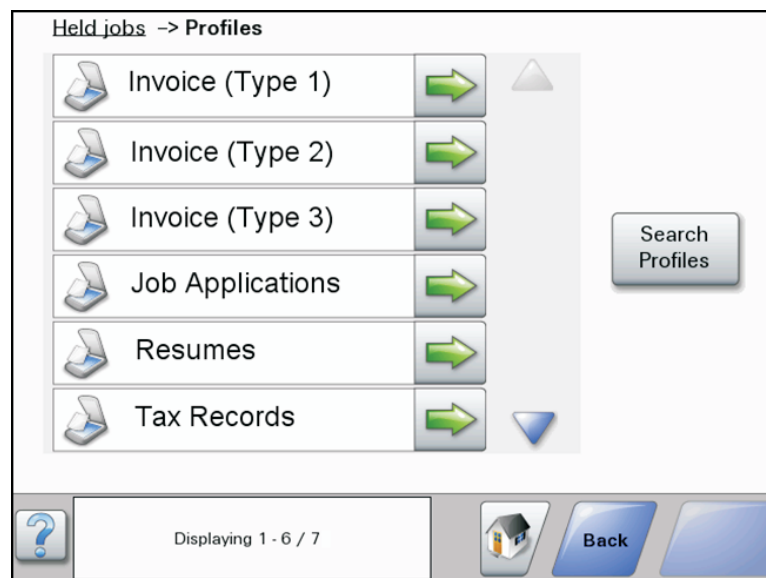 Held jobs –> Profiles
Invoice (Type 1)
Invoice (Type 2)
Invoice (Type 3)
Job Applications
Resumes
Tax Records
Search
Profiles
?
Displaying 1 - 6 / 7
Back